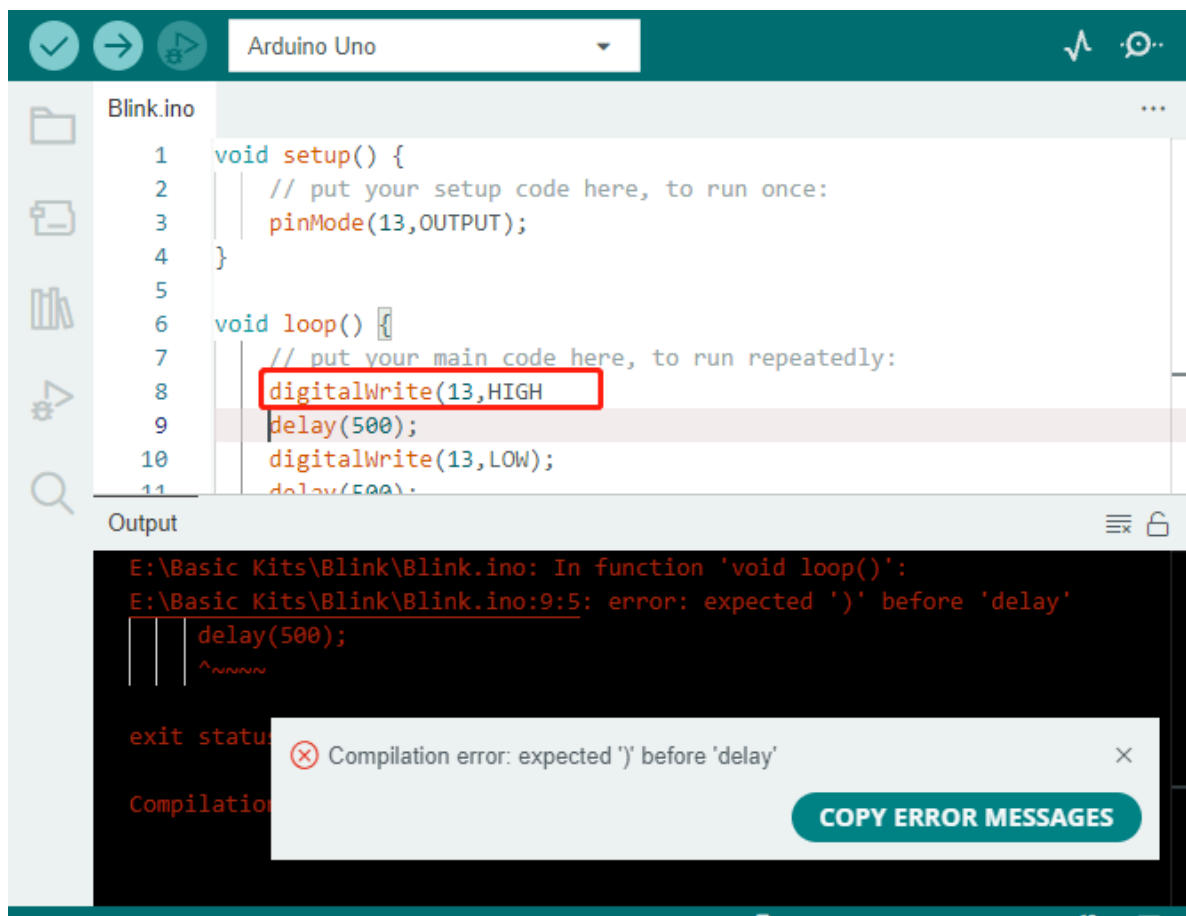 Arduino Uno
Blink.ino
1 void setup() {
2 // put your setup code here, to run once:
3 pinMode(13,OUTPUT);
4 }
5
6 void loop() {
7 // put your main code here, to run repeatedly:
8 digitalWrite(13,HIGH
9 delay(500);
10 digitalWrite(13,LOW);
11 delay(500);
Output
E:\Basic Kits\Blink\Blink.ino: In function 'void loop()':
E:\Basic Kits\Blink\Blink.ino:9:5: error: expected ')' before 'delay'
delay(500);
^~~~~
exit status
Compilation error: expected ')' before 'delay'
Compilation
COPY ERROR MESSAGES